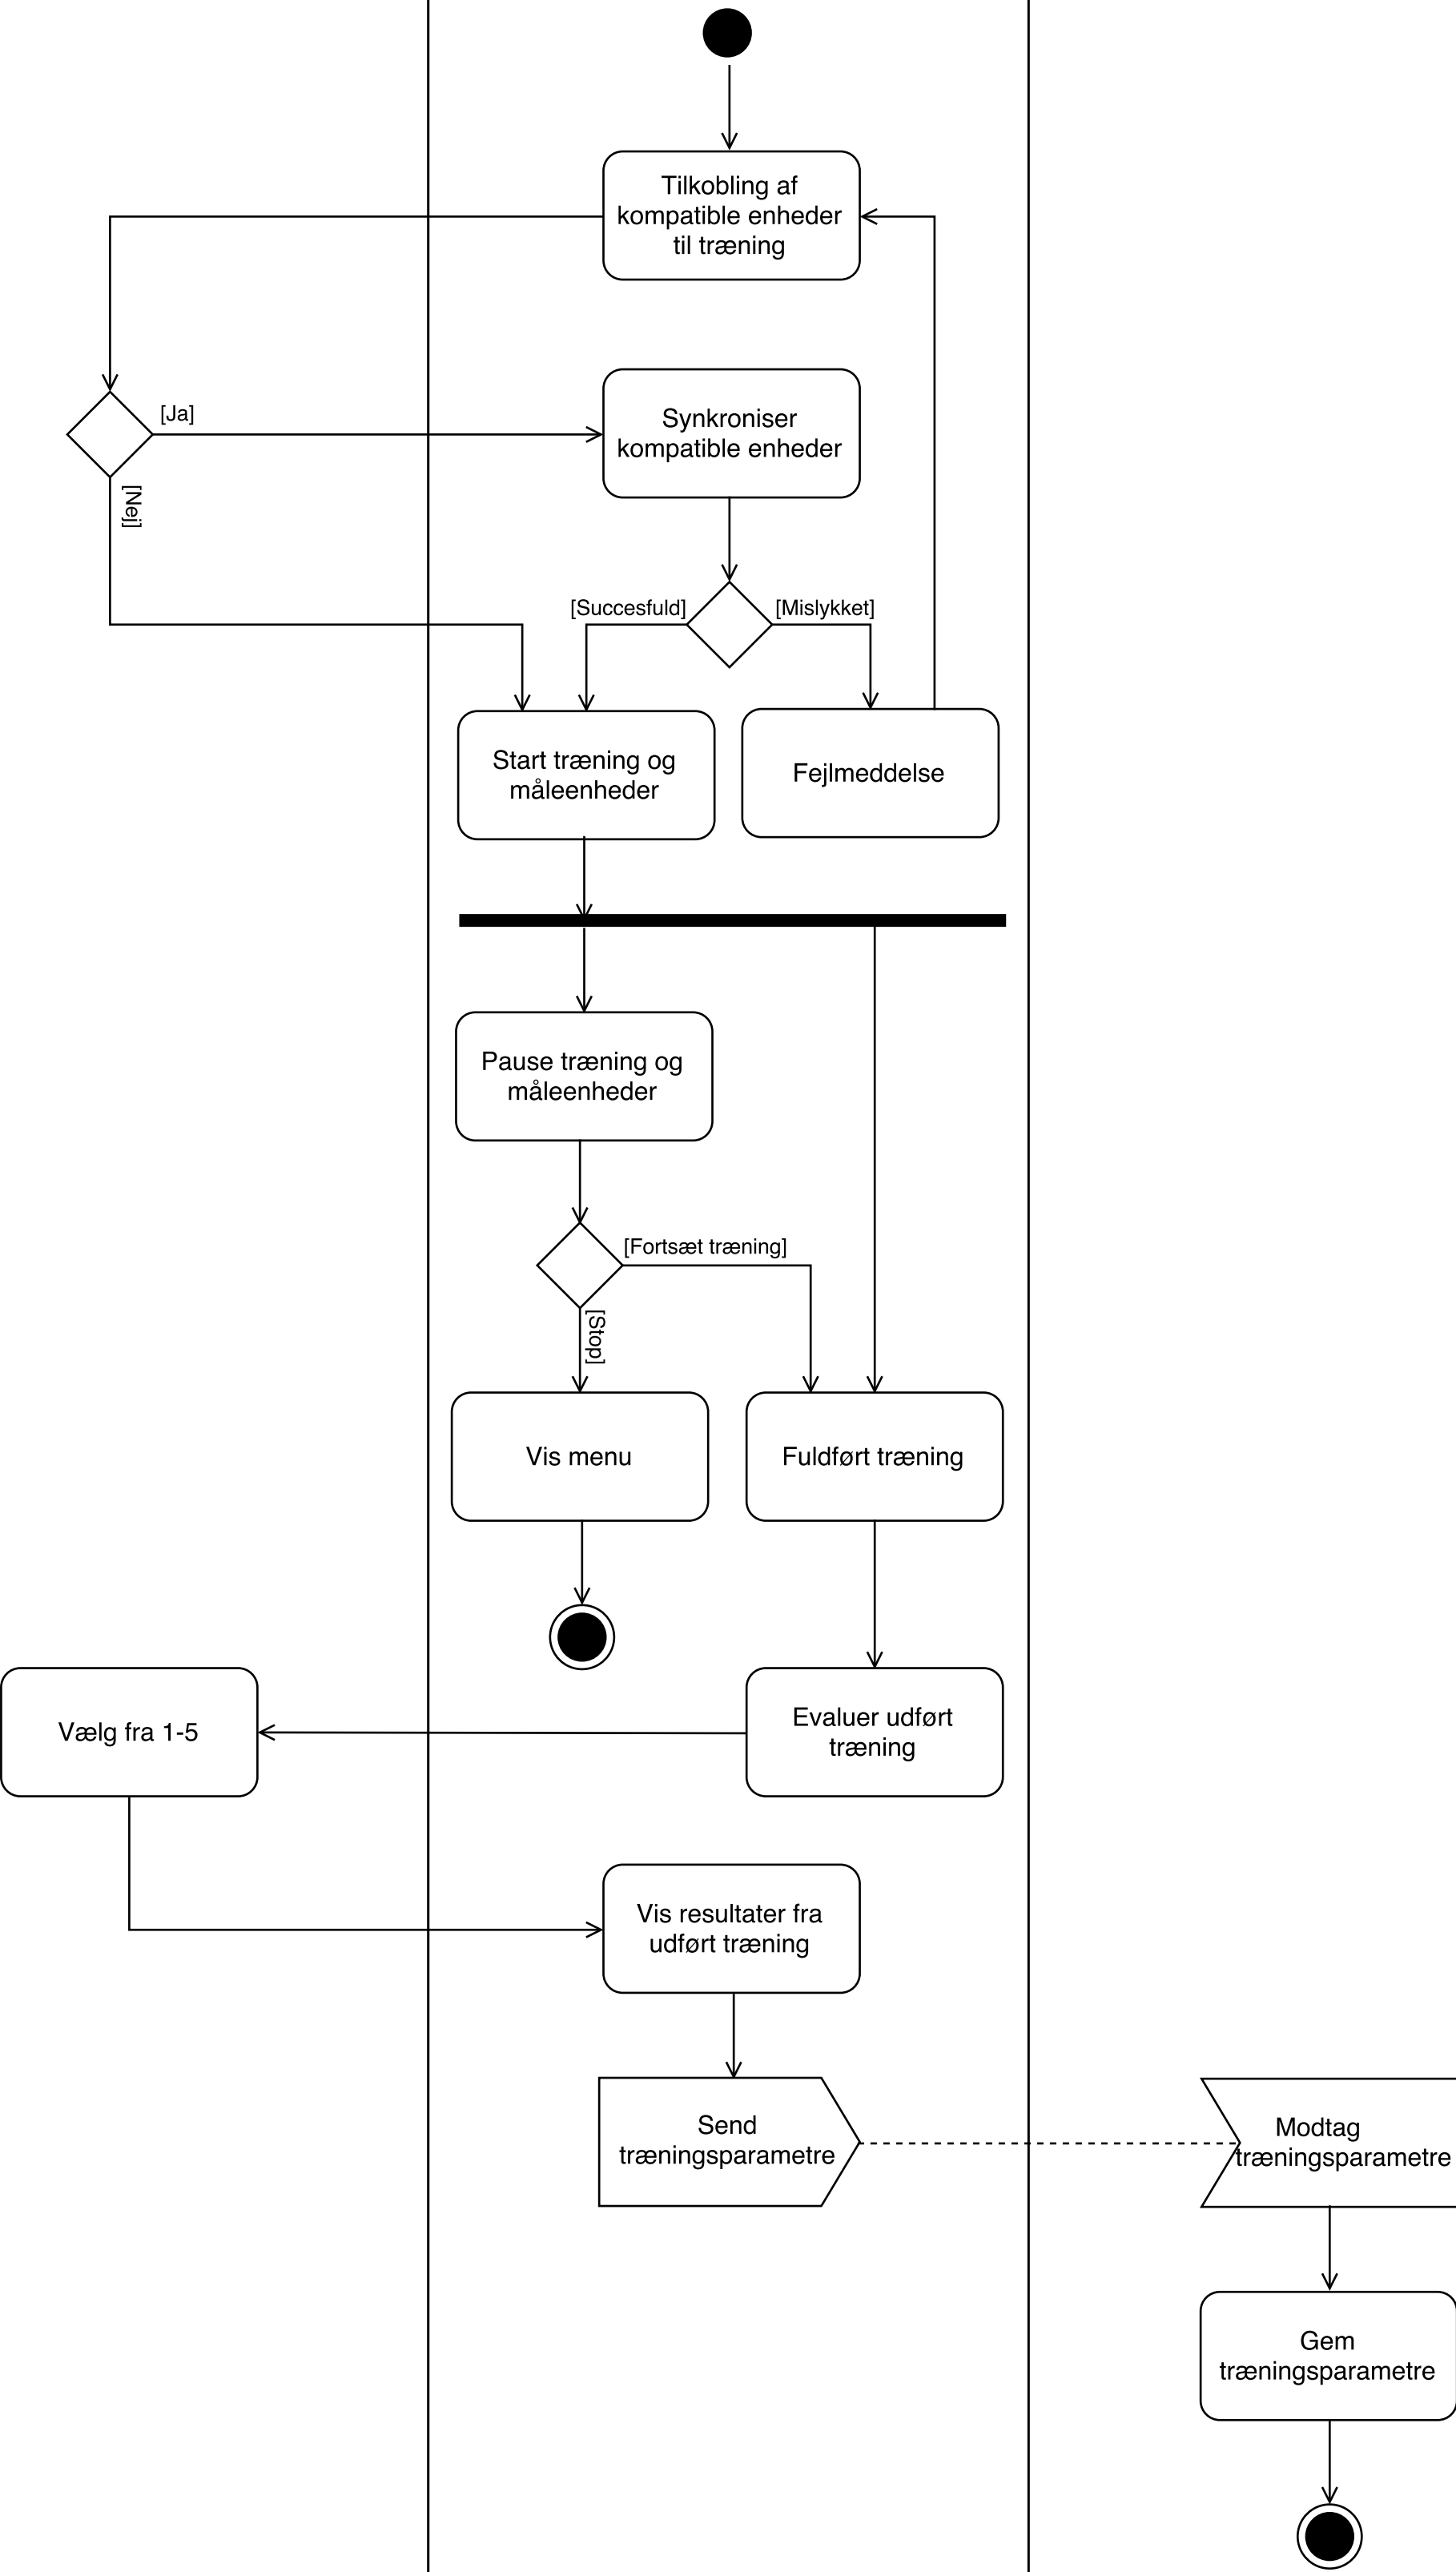 Tilkobling af
kompatible enheder
til træning
[Ja]
Synkroniser
kompatible enheder
[Nej]
[Succesfuld]
[Mislykket]
Start træning og
måleenheder
Fejlmeddelse
Pause træning og
måleenheder
[Fortsæt træning]
[Stop]
Vis menu
Fuldført træning
Vælg fra 1-5
Evaluer udført
træning
Vis resultater fra
udført træning
Send
træningsparametre
Modtag
træningsparametre
Gem
træningsparametre